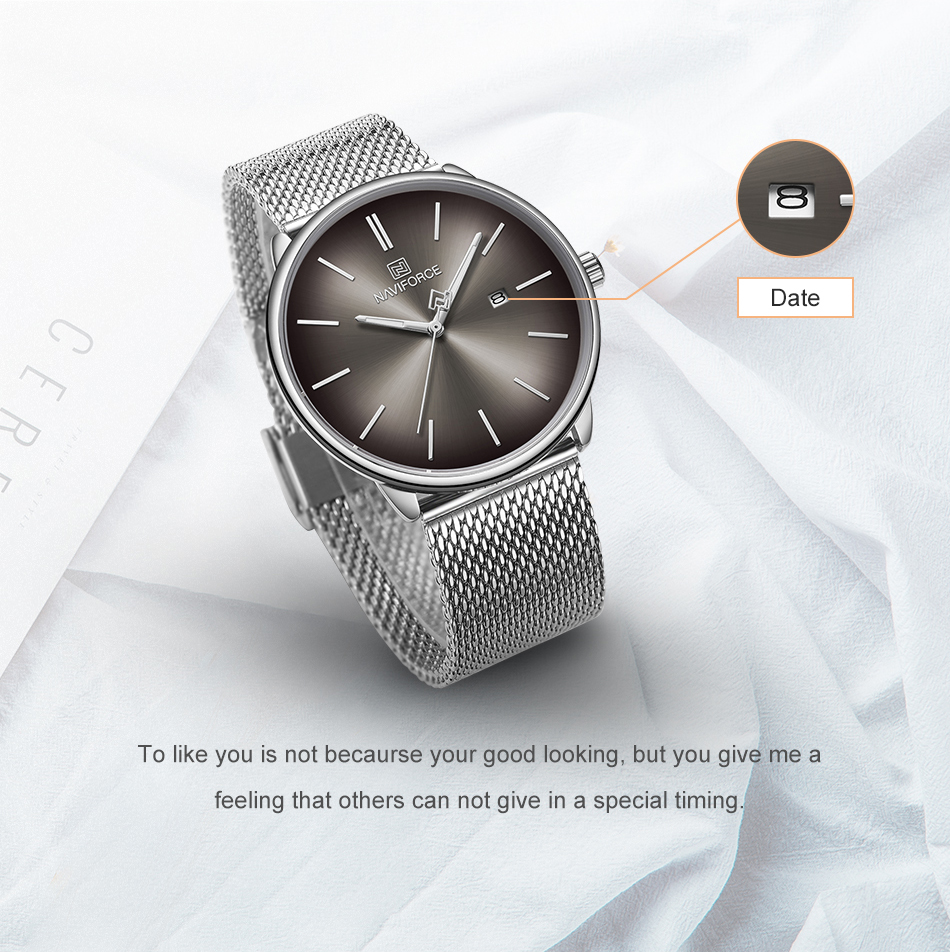 NAVIFORCE
8
8
Date
CERE
To like you is not becaurse your good looking, but you give me a
feeling that others can not give in a special timing.